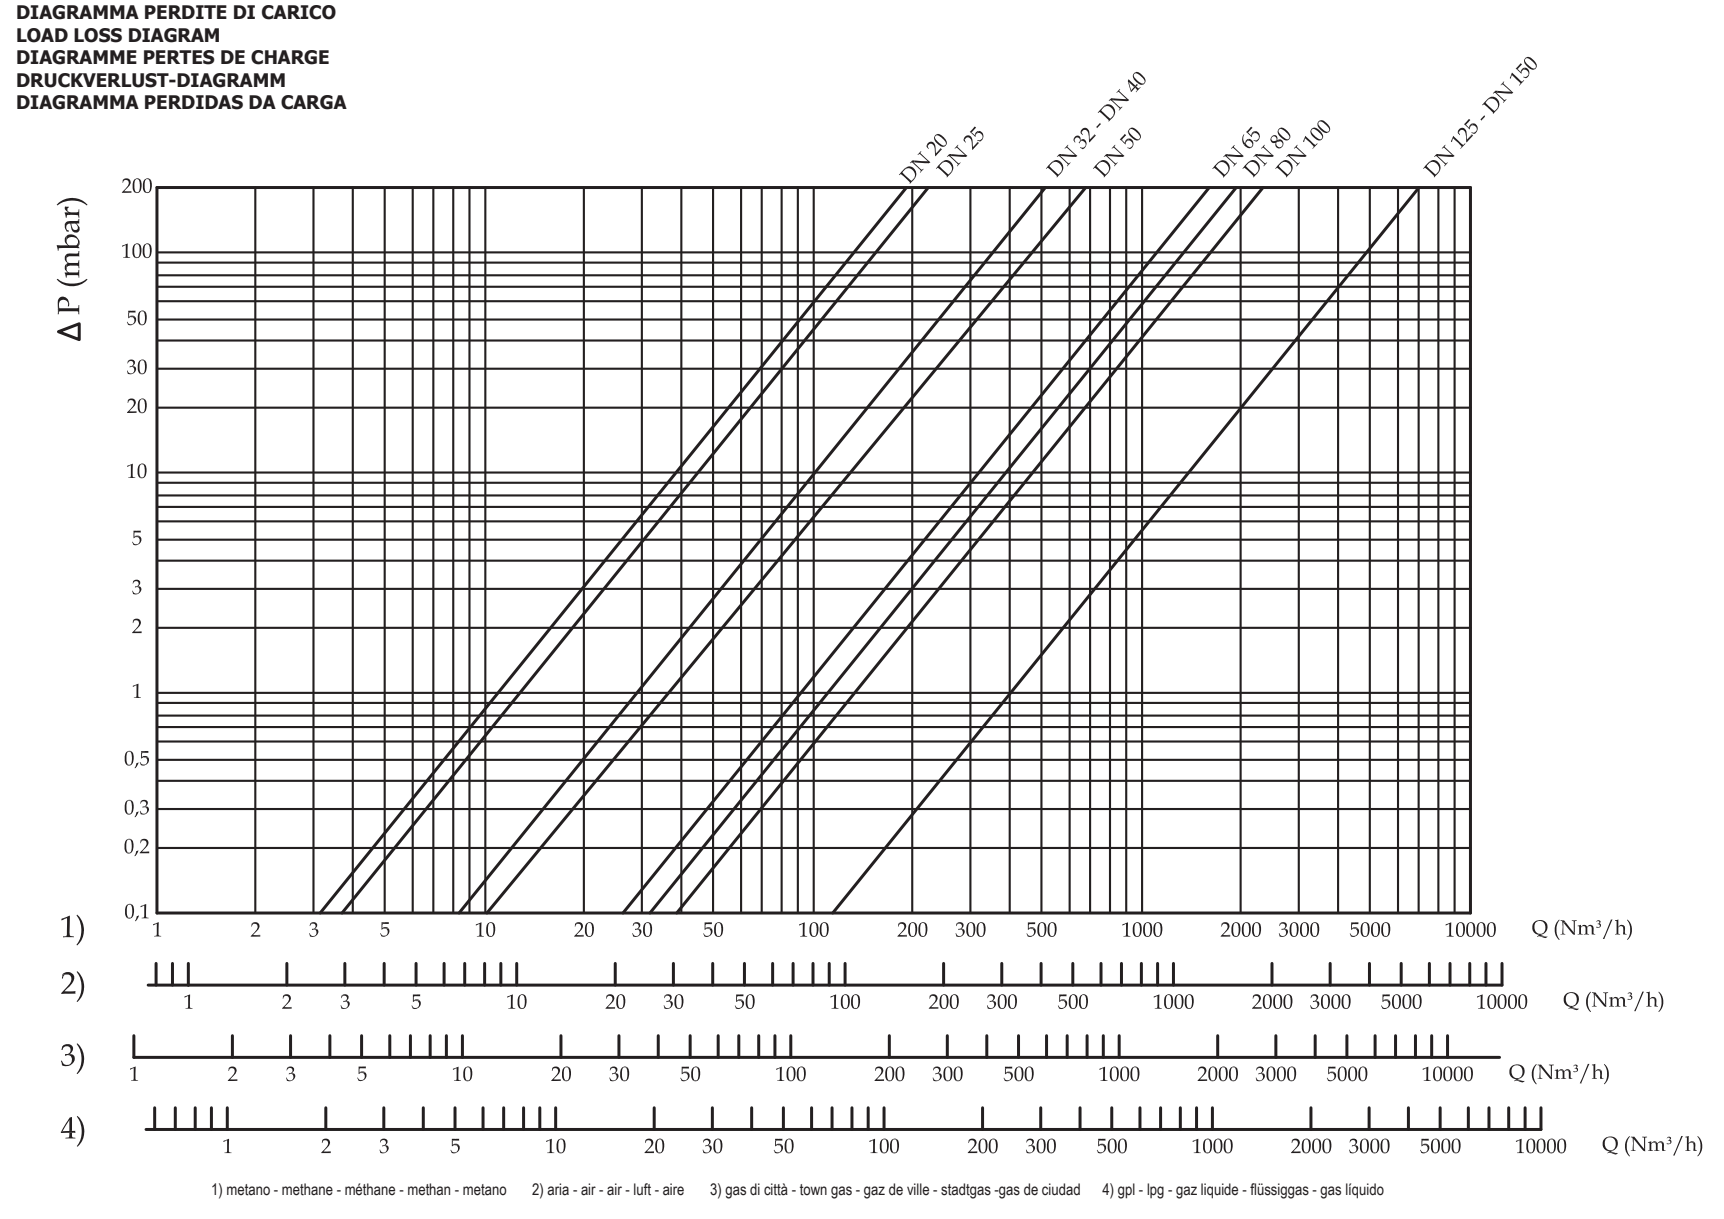 DIAGRAMMA PERDITE DI CARICO
LOAD LOSS DIAGRAM
DIAGRAMME PERTES DE CHARGE
DRUCKVERLUST-DIAGRAMM
DIAGRAMMA PERDIDAS DA CARGA
DN 20
DN 25
DN 32 - DN 40
DN 50
DN 65
DN 80
DN 100
DN 125 - DN 150
Δ P (mbar)
200
100
50
30
20
10
5
3
2
1
0,5
0,3
0,2
0,1
1) 1 2 3 5 10 20 30 50 100 200 300 500 1000 2000 3000 5000 10000 Q (Nm³/h)
2) 1 2 3 5 10 20 30 50 100 200 300 500 1000 2000 3000 5000 10000 Q (Nm³/h)
3) 1 2 3 5 10 20 30 50 100 200 300 500 1000 2000 3000 5000 10000 Q (Nm³/h)
4) 1 2 3 5 10 20 30 50 100 200 300 500 1000 2000 3000 5000 10000 Q (Nm³/h)
1) metano - methane - méthane - methan - metano 2) aria - air - air - luft - aire 3) gas di città - town gas - gaz de ville - stadtgas -gas de ciudad 4) gpl - lpg - gaz liquide - flüssiggas - gas líquido